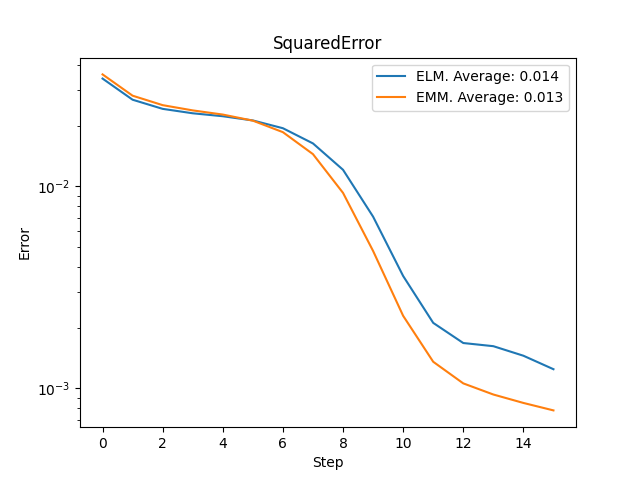 SquaredError
ELM. Average: 0.014
EMM. Average: 0.013
10⁻²
10⁻³
Error
0 2 4 6 8 10 12 14
Step